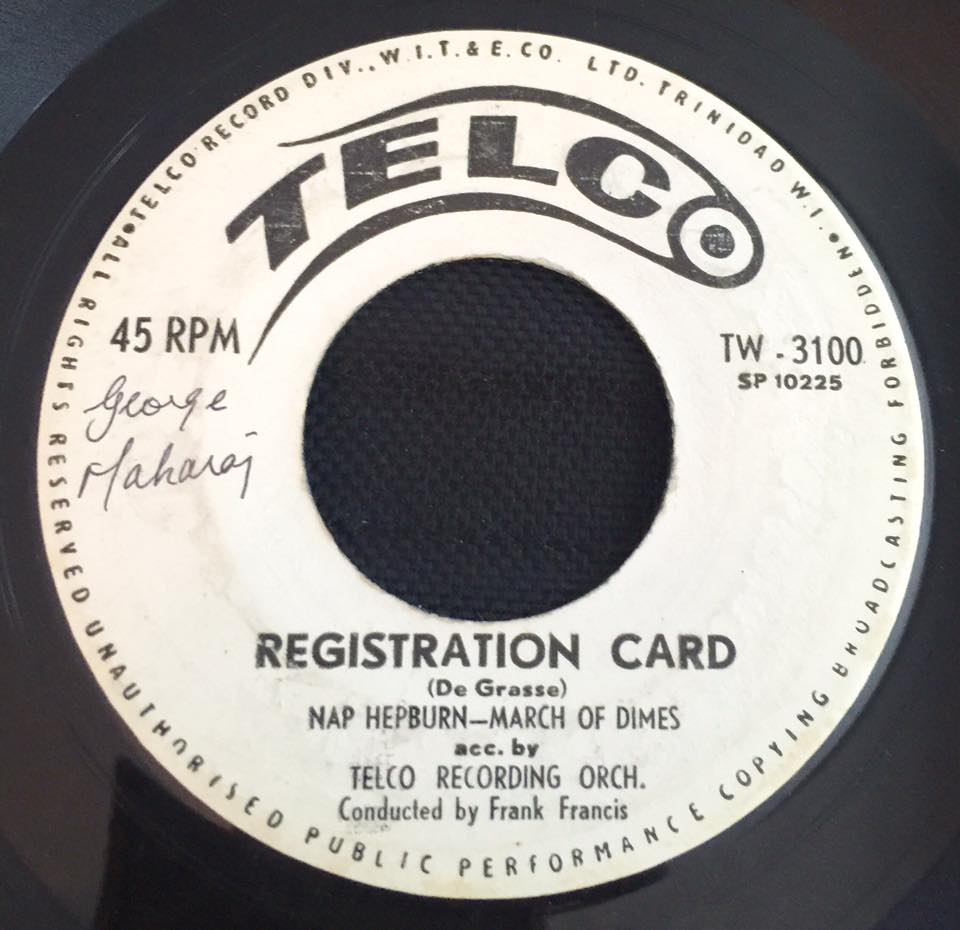 TELCO RECORD DIV., W.I.T. & E. CO. LTD. TRINIDAD W.I. •
ALL RIGHTS RESERVED UNAUTHORISED PUBLIC PERFORMANCE COPYING BROADCASTING FORBIDDEN. •
TELCO
45 RPM
George
Maharaj
TW - 3100
SP 10225
REGISTRATION CARD
(De Grasse)
NAP HEPBURN—MARCH OF DIMES
acc. by
TELCO RECORDING ORCH.
Conducted by Frank Francis